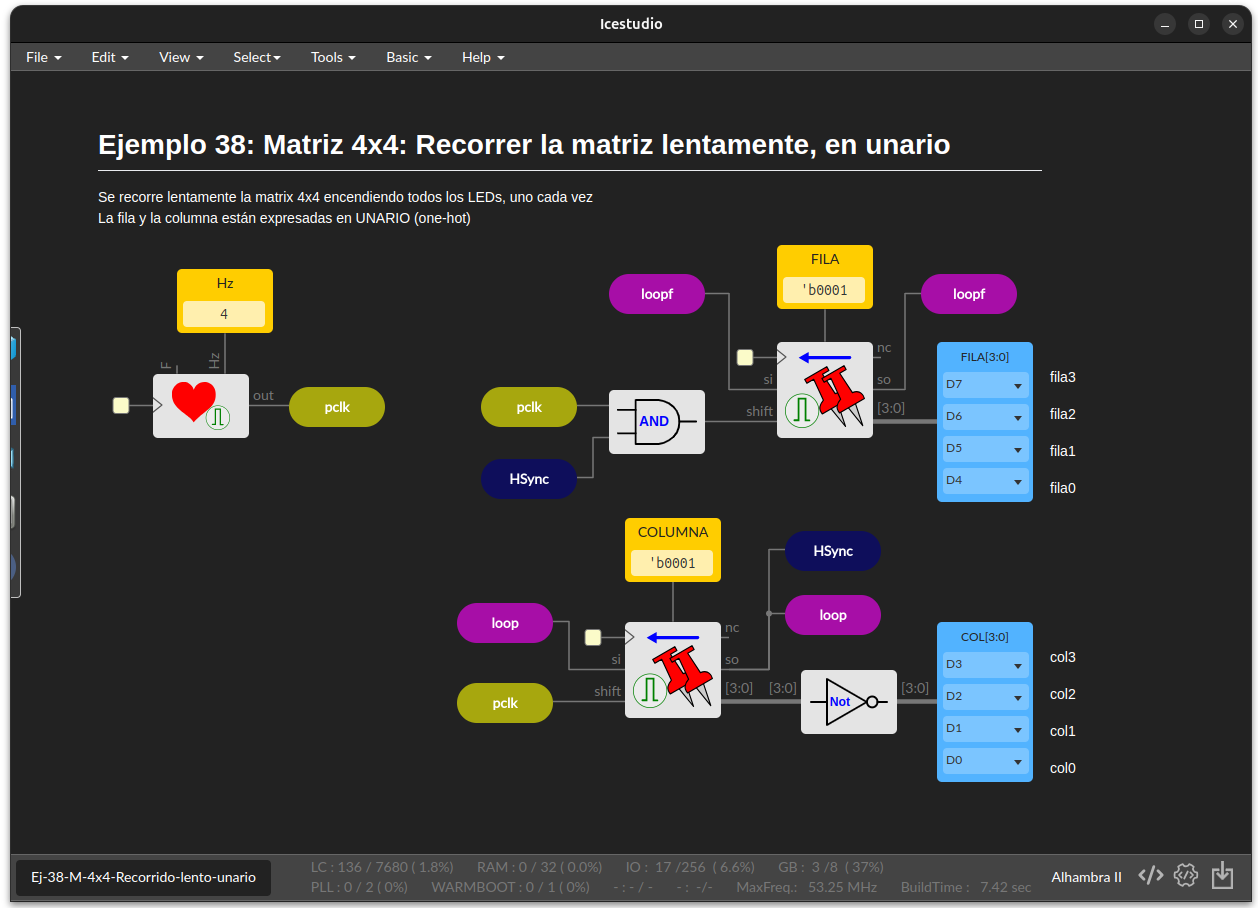 Icestudio
File Edit View Select Tools Basic Help
Ejemplo 38: Matriz 4x4: Recorrer la matriz lentamente, en unario
Se recorre lentamente la matrix 4x4 encendiendo todos los LEDs, uno cada vez
La fila y la columna están expresadas en UNARIO (one-hot)
Hz
4
F
Hz
out
pclk
loopf
FILA
'b0001
loopf
nc
si
so
shift
[3:0]
pclk
AND
HSync
FILA[3:0]
D7
D6
D5
D4
fila3
fila2
fila1
fila0
COLUMNA
'b0001
HSync
loop
loop
nc
si
so
shift
[3:0]
[3:0]
pclk
Not
[3:0]
COL[3:0]
D3
D2
D1
D0
col3
col2
col1
col0
Ej-38-M-4x4-Recorrido-lento-unario
LC : 136 / 7680 ( 1.8%) RAM : 0 / 32 ( 0.0%) IO : 17 /256 ( 6.6%) GB : 3 /8 ( 37%)
PLL : 0 / 2 ( 0%) WARMBOOT : 0 / 1 ( 0%) - : - / - - : -/- MaxFreq.: 53.25 MHz BuildTime : 7.42 sec
Alhambra II